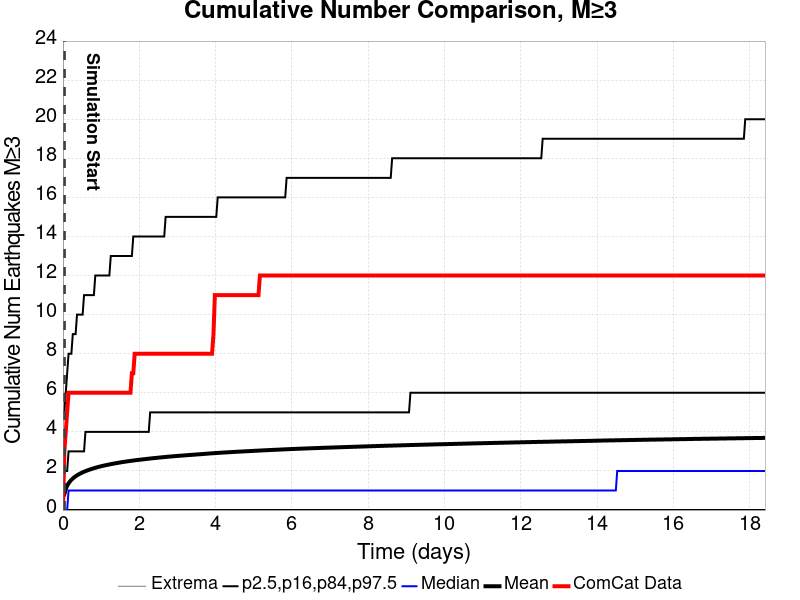 Cumulative Number Comparison, M≥3
Cumulative Num Earthquakes M≥3
24
22
20
18
16
14
12
10
8
6
4
2
0
Simulation Start
0 2 4 6 8 10 12 14 16 18
Time (days)
Extrema p2.5,p16,p84,p97.5 Median Mean ComCat Data